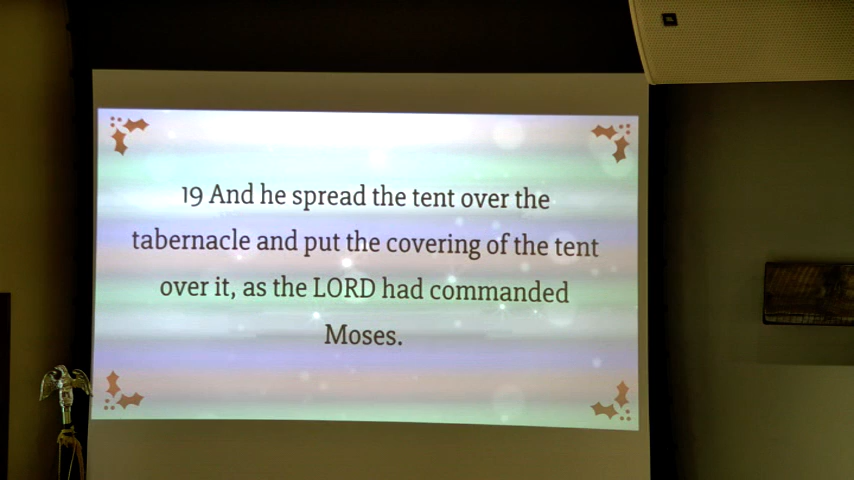 19 And he spread the tent over the
tabernacle and put the covering of the tent
over it, as the LORD had commanded
Moses.